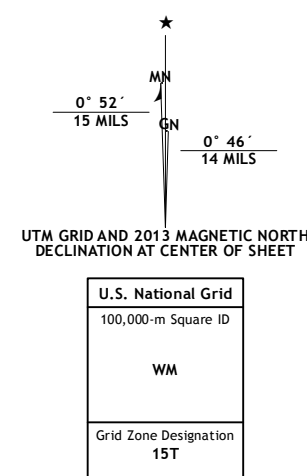 ★
MN
0° 52´
15 MILS
GN
0° 46´
14 MILS
UTM GRID AND 2013 MAGNETIC NORTH
DECLINATION AT CENTER OF SHEET
U.S. National Grid
100,000-m Square ID
WM
Grid Zone Designation
15T